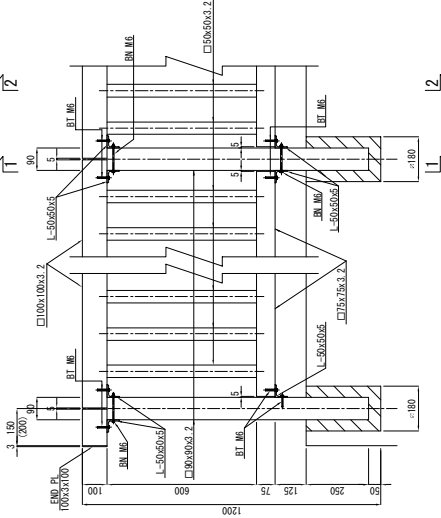 2
1
90
5
BT M6
BN M6
L-50x50x5
□100x100x3.2
□50x50x3.2
5
5
BT M6
BN M6
L-50x50x5
⌀180
2
1
□75x75x3.2
BT M6
3
150
(200)
90
5
BN M6
L-50x50x5
□90x90x3.2
L-50x50x5
5
BT M6
⌀180
END PL
100x3x100
100
600
75
125
250
50
1200